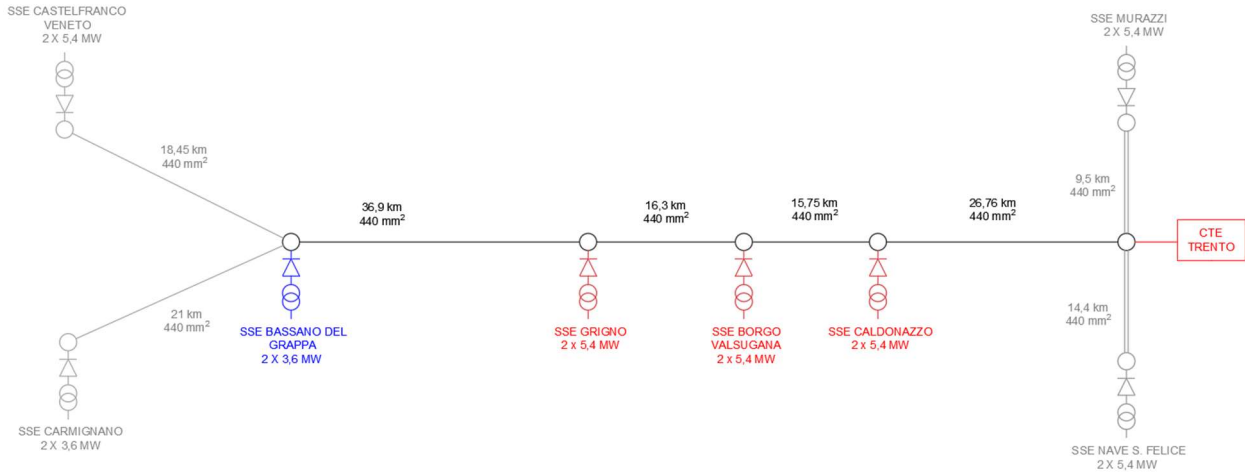 SSE CASTELFRANCO
VENETO
2 X 5,4 MW
SSE MURAZZI
2 X 5,4 MW
18,45 km
440 mm²
36,9 km
440 mm²
16,3 km
440 mm²
15,75 km
440 mm²
26,76 km
440 mm²
9,5 km
440 mm²
CTE
TRENTO
21 km
440 mm²
14,4 km
440 mm²
SSE BASSANO DEL
GRAPPA
2 X 3,6 MW
SSE GRIGNO
2 x 5,4 MW
SSE BORGO
VALSUGANA
2 x 5,4 MW
SSE CALDONAZZO
2 x 5,4 MW
SSE CARMIGNANO
2 X 3,6 MW
SSE NAVE S. FELICE
2 X 5,4 MW